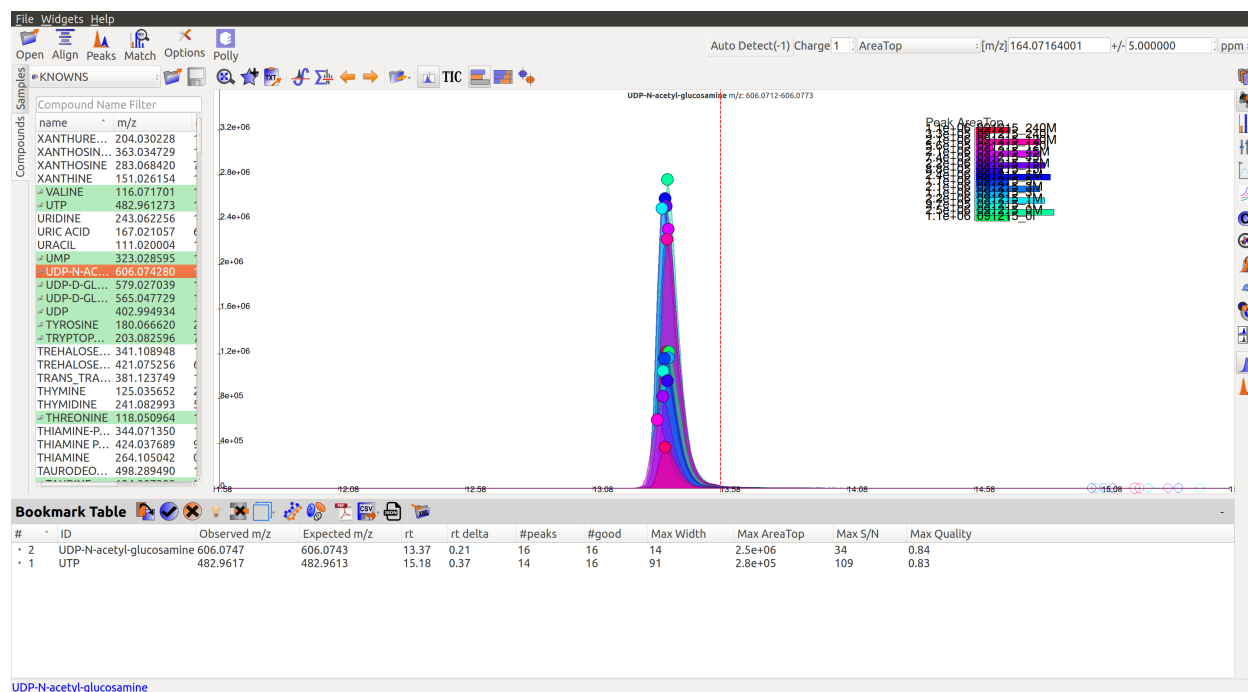 File Widgets Help
Open Align Peaks Match Options Polly
Auto Detect(-1) Charge 1 AreaTop [m/z] 164.07164001 +/- 5.000000 ppm
Samples
Compounds
KNOWNS
TIC
Compound Name Filter
name m/z
XANTHURE... 204.030228
XANTHOSIN... 363.034729
XANTHOSINE 283.068420
XANTHINE 151.026154
VALINE 116.071701
UTP 482.961273
URIDINE 243.062256
URIC ACID 167.021057
URACIL 111.020004
UMP 323.028595
UDP-N-AC... 606.074280
UDP-D-GL... 579.027039
UDP-D-GL... 565.047729
UDP 402.994934
TYROSINE 180.066620
TRYPTOP... 203.082596
TREHALOSE... 341.108948
TREHALOSE... 421.075256
TRANS_TRA... 381.123749
THYMINE 125.035652
THYMIDINE 241.082993
THREONINE 118.050964
THIAMINE-P... 344.071350
THIAMINE P... 424.037689
THIAMINE 264.105042
TAURODEO... 498.289490
UDP-N-acetyl-glucosamine m/z: 606.0712-606.0773
Peak AreaTop
1.1e+06 091215_0I
3.2e+06
2.8e+06
2.4e+06
2e+06
1.6e+06
1.2e+06
8e+05
4e+05
0
11.58 12.08 12.58 13.08 13.58 14.08 14.58 15.08
Bookmark Table
PDF CSV JSON
# ID Observed m/z Expected m/z rt rt delta #peaks #good Max Width Max AreaTop Max S/N Max Quality
2 UDP-N-acetyl-glucosamine 606.0747 606.0743 13.37 0.21 16 16 14 2.5e+06 34 0.84
1 UTP 482.9617 482.9613 15.18 0.37 14 16 91 2.8e+05 109 0.83
UDP-N-acetyl-glucosamine